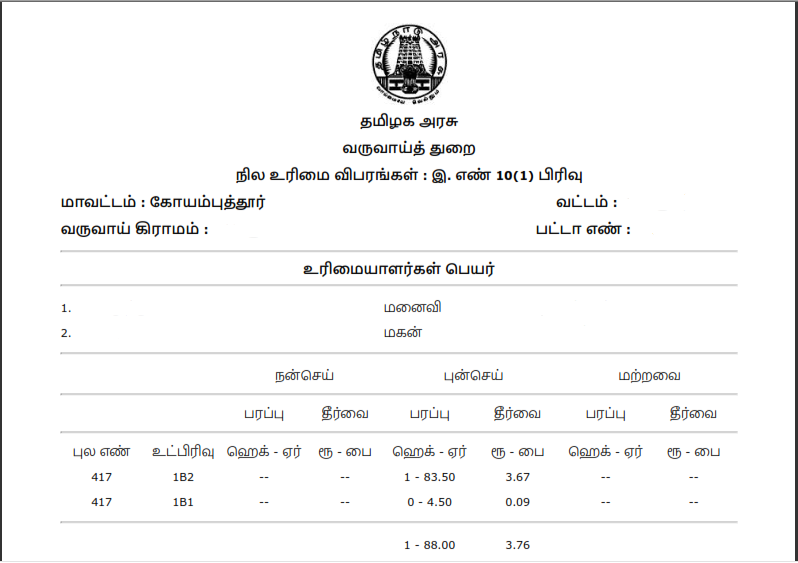 தமிழ்நாடு அரசு
வாய்மையே வெல்லும்
தமிழக அரசு
வருவாய்த் துறை
நில உரிமை விபரங்கள் : இ. எண் 10(1) பிரிவு
மாவட்டம் : கோயம்புத்தூர் வட்டம் :
வருவாய் கிராமம் : பட்டா எண் :
உரிமையாளர்கள் பெயர்
1. மனைவி
2. மகன்
நன்செய் புன்செய் மற்றவை
பரப்பு தீர்வை பரப்பு தீர்வை பரப்பு தீர்வை
புல எண் உட்பிரிவு ஹெக் - ஏர் ரூ - பை ஹெக் - ஏர் ரூ - பை ஹெக் - ஏர் ரூ - பை
417 1B2 -- -- 1 - 83.50 3.67 -- --
417 1B1 -- -- 0 - 4.50 0.09 -- --
1 - 88.00 3.76